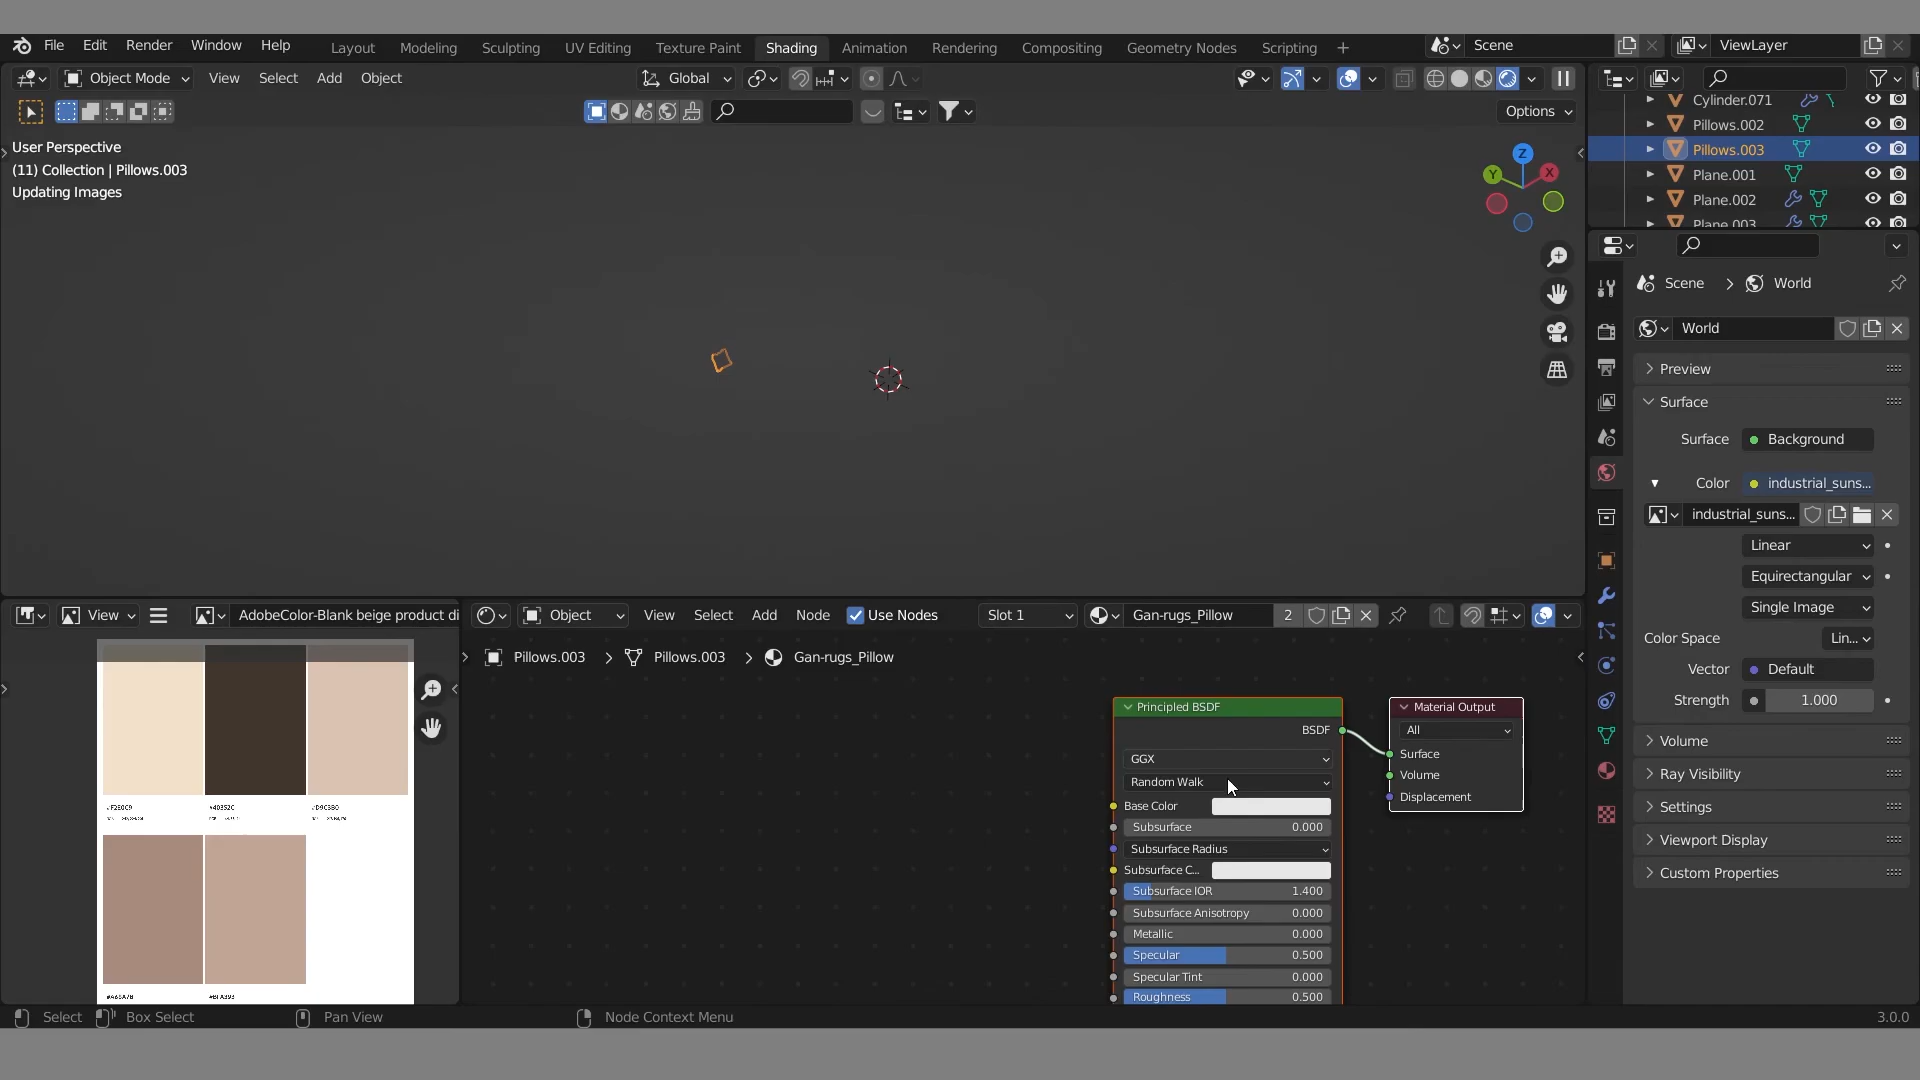 File Edit Render Window Help Layout Modeling Sculpting UV Editing Texture Paint Shading Animation Rendering Compositing Geometry Nodes Scripting + Scene ViewLayer
Object Mode View Select Add Object Global
Options
User Perspective
(11) Collection | Pillows.003
Updating Images
Z
Y
X
Cylinder.071
Pillows.002
Pillows.003
Plane.001
Plane.002
Plane.003
Scene > World
World
Preview
Surface
Surface Background
Color industrial_suns...
industrial_suns...
Linear
Equirectangular
Single Image
Color Space Lin...
Vector Default
Strength 1.000
Volume
Ray Visibility
Settings
Viewport Display
Custom Properties
View AdobeColor-Blank beige product di
Object View Select Add Node Use Nodes Slot 1 Gan-rugs_Pillow 2
Pillows.003 > Pillows.003 > Gan-rugs_Pillow
Principled BSDF
BSDF
GGX
Random Walk
Base Color
Subsurface 0.000
Subsurface Radius
Subsurface C...
Subsurface IOR 1.400
Subsurface Anisotropy 0.000
Metallic 0.000
Specular 0.500
Specular Tint 0.000
Roughness 0.500
Material Output
All
Surface
Volume
Displacement
Select Box Select Pan View Node Context Menu 3.0.0